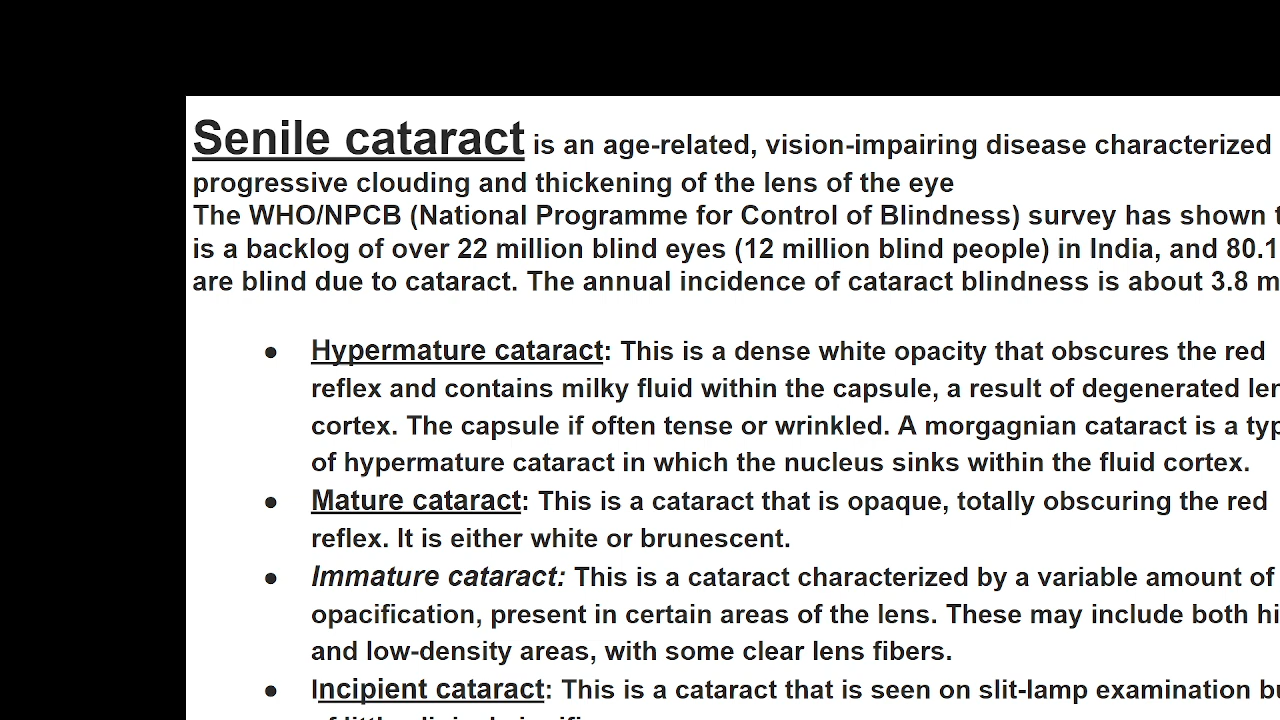 Senile cataract is an age-related, vision-impairing disease characterized
progressive clouding and thickening of the lens of the eye
The WHO/NPCB (National Programme for Control of Blindness) survey has shown
is a backlog of over 22 million blind eyes (12 million blind people) in India, and 80.1
are blind due to cataract. The annual incidence of cataract blindness is about 3.8
● Hypermature cataract: This is a dense white opacity that obscures the red
reflex and contains milky fluid within the capsule, a result of degenerated
cortex. The capsule if often tense or wrinkled. A morgagnian cataract is a
of hypermature cataract in which the nucleus sinks within the fluid cortex.
● Mature cataract: This is a cataract that is opaque, totally obscuring the red
reflex. It is either white or brunescent.
● Immature cataract: This is a cataract characterized by a variable amount of
opacification, present in certain areas of the lens. These may include both
and low-density areas, with some clear lens fibers.
● Incipient cataract: This is a cataract that is seen on slit-lamp examination